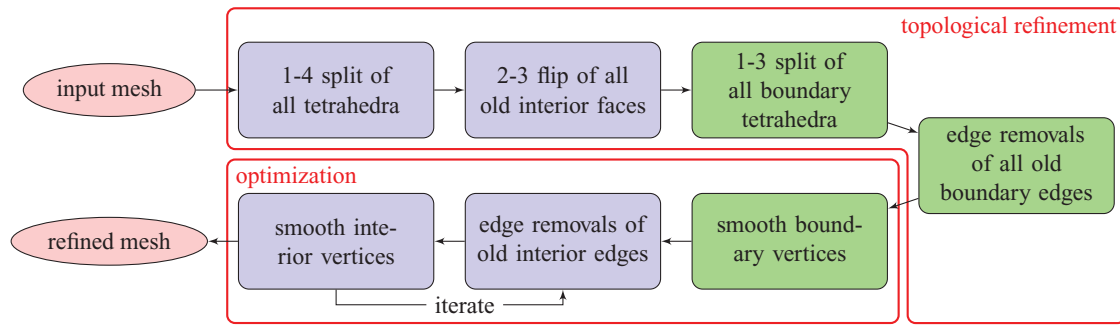 topological refinement
input mesh
1-4 split of
all tetrahedra
2-3 flip of all
old interior faces
1-3 split of
all boundary
tetrahedra
edge removals
of all old
boundary edges
optimization
smooth bound-
ary vertices
edge removals of
old interior edges
smooth inte-
rior vertices
iterate
refined mesh